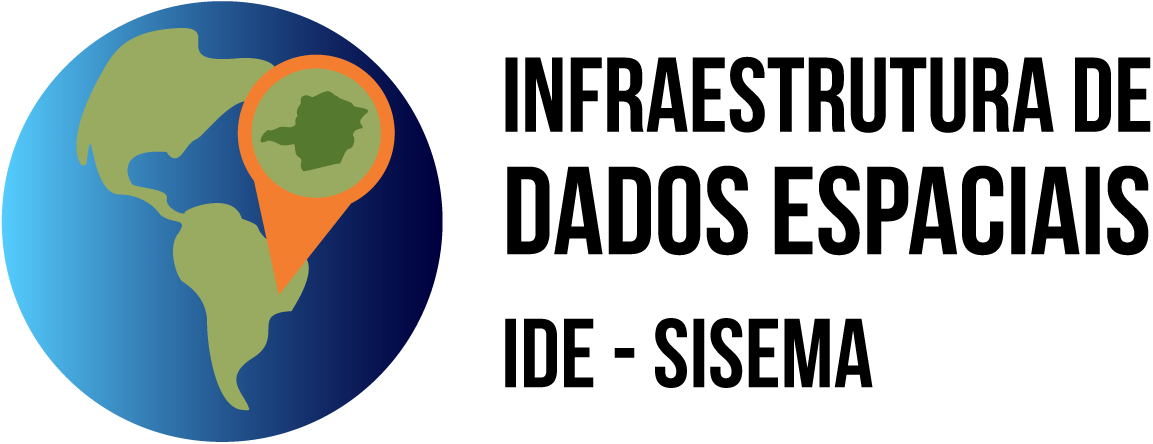 INFRAESTRUTURA DE
DADOS ESPACIAIS
IDE - SISEMA